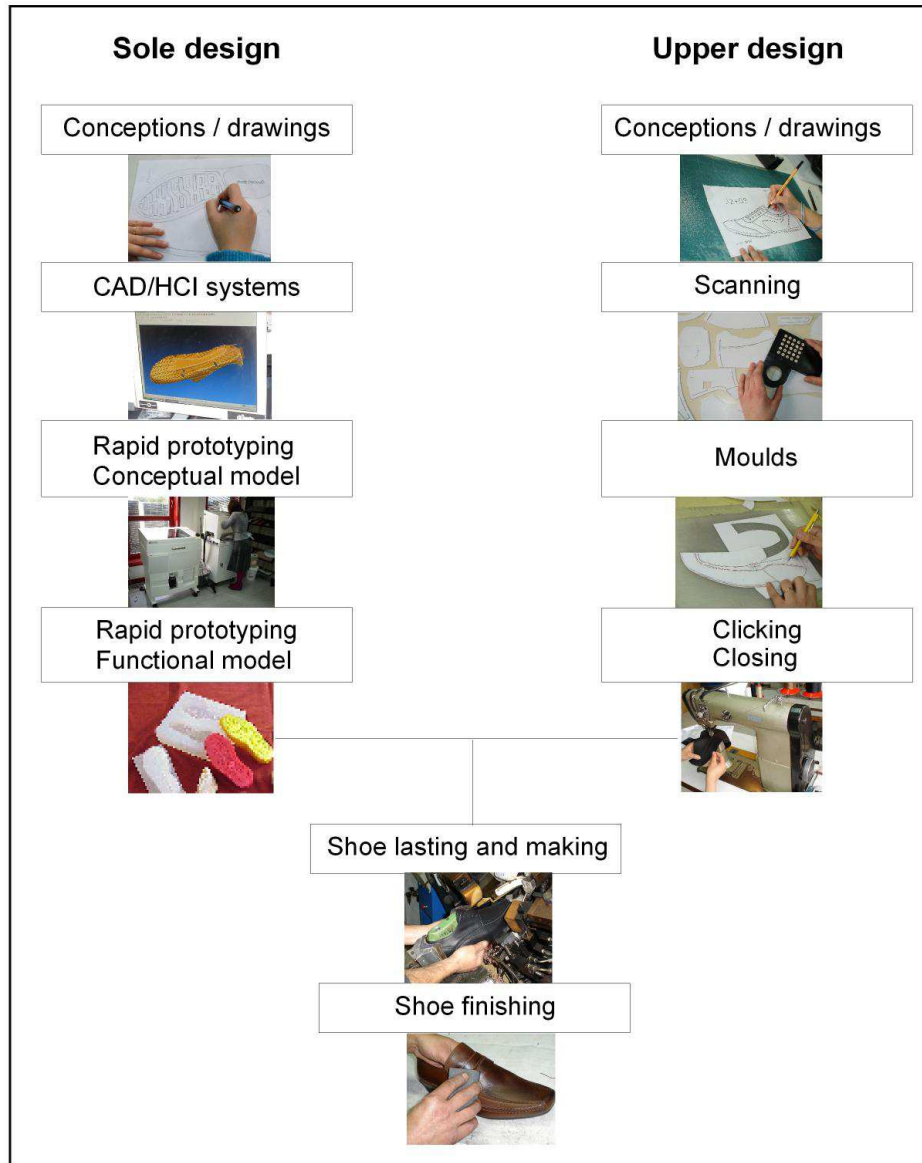 Sole design
Upper design
Conceptions / drawings
Conceptions / drawings
CAD/HCI systems
Scanning
Rapid prototyping
Conceptual model
Moulds
Rapid prototyping
Functional model
Clicking
Closing
Shoe lasting and making
Shoe finishing